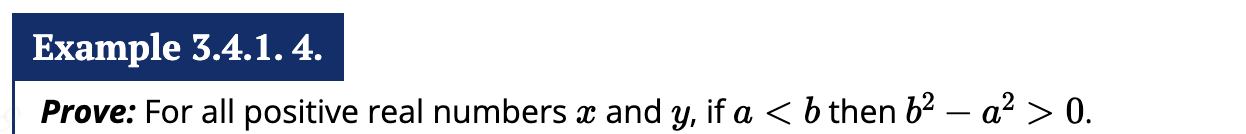 Example 3.4.1. 4.
Prove: For all positive real numbers x and y, if a < b then b² − a² > 0.